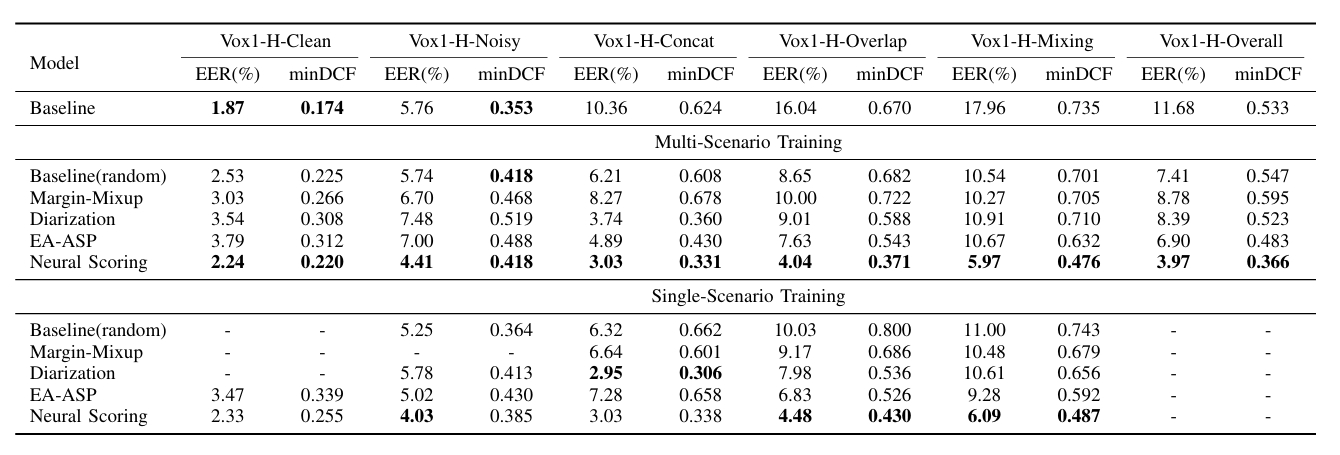 Model Vox1-H-Clean Vox1-H-Noisy Vox1-H-Concat Vox1-H-Overlap Vox1-H-Mixing Vox1-H-Overall
EER(%) minDCF EER(%) minDCF EER(%) minDCF EER(%) minDCF EER(%) minDCF EER(%) minDCF
Baseline 1.87 0.174 5.76 0.353 10.36 0.624 16.04 0.670 17.96 0.735 11.68 0.533
Multi-Scenario Training
Baseline(random) 2.53 0.225 5.74 0.418 6.21 0.608 8.65 0.682 10.54 0.701 7.41 0.547
Margin-Mixup 3.03 0.266 6.70 0.468 8.27 0.678 10.00 0.722 10.27 0.705 8.78 0.595
Diarization 3.54 0.308 7.48 0.519 3.74 0.360 9.01 0.588 10.91 0.710 8.39 0.523
EA-ASP 3.79 0.312 7.00 0.488 4.89 0.430 7.63 0.543 10.67 0.632 6.90 0.483
Neural Scoring 2.24 0.220 4.41 0.418 3.03 0.331 4.04 0.371 5.97 0.476 3.97 0.366
Single-Scenario Training
Baseline(random) - - 5.25 0.364 6.32 0.662 10.03 0.800 11.00 0.743 - -
Margin-Mixup - - - - 6.64 0.601 9.17 0.686 10.48 0.679 - -
Diarization - - 5.78 0.413 2.95 0.306 7.98 0.536 10.61 0.656 - -
EA-ASP 3.47 0.339 5.02 0.430 7.28 0.658 6.83 0.526 9.28 0.592 - -
Neural Scoring 2.33 0.255 4.03 0.385 3.03 0.338 4.48 0.430 6.09 0.487 - -